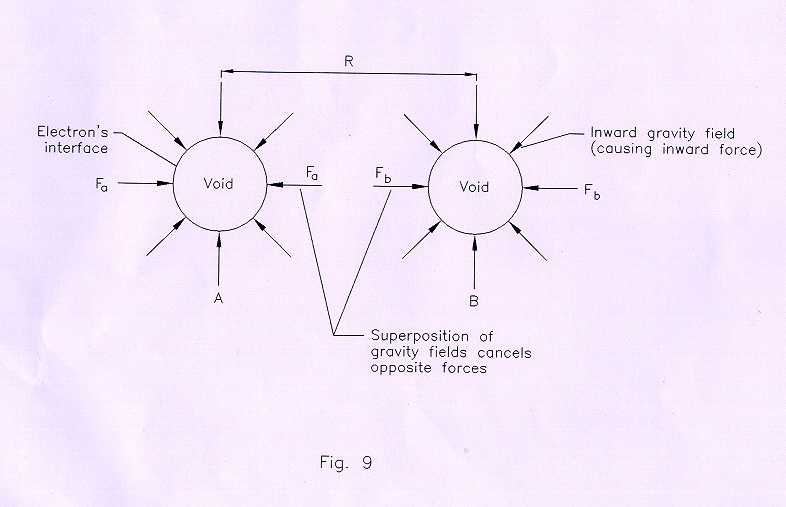 R
Electron's
interface
Inward gravity field
(causing inward force)
Fa
Void
Fa
Fb
Void
Fb
A
B
Superposition of
gravity fields cancels
opposite forces
Fig. 9